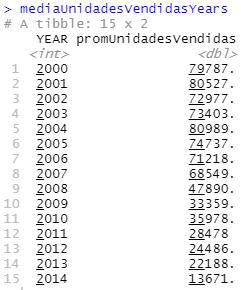 > mediaUnidadesVendidasYears
# A tibble: 15 x 2
YEAR promUnidadesVendidas
<int> <dbl>
1 2000 79787.
2 2001 80527.
3 2002 72977.
4 2003 73403.
5 2004 80989.
6 2005 74737.
7 2006 71218.
8 2007 68549.
9 2008 47890.
10 2009 33359.
11 2010 35978.
12 2011 28478
13 2012 24486.
14 2013 22188.
15 2014 13671.